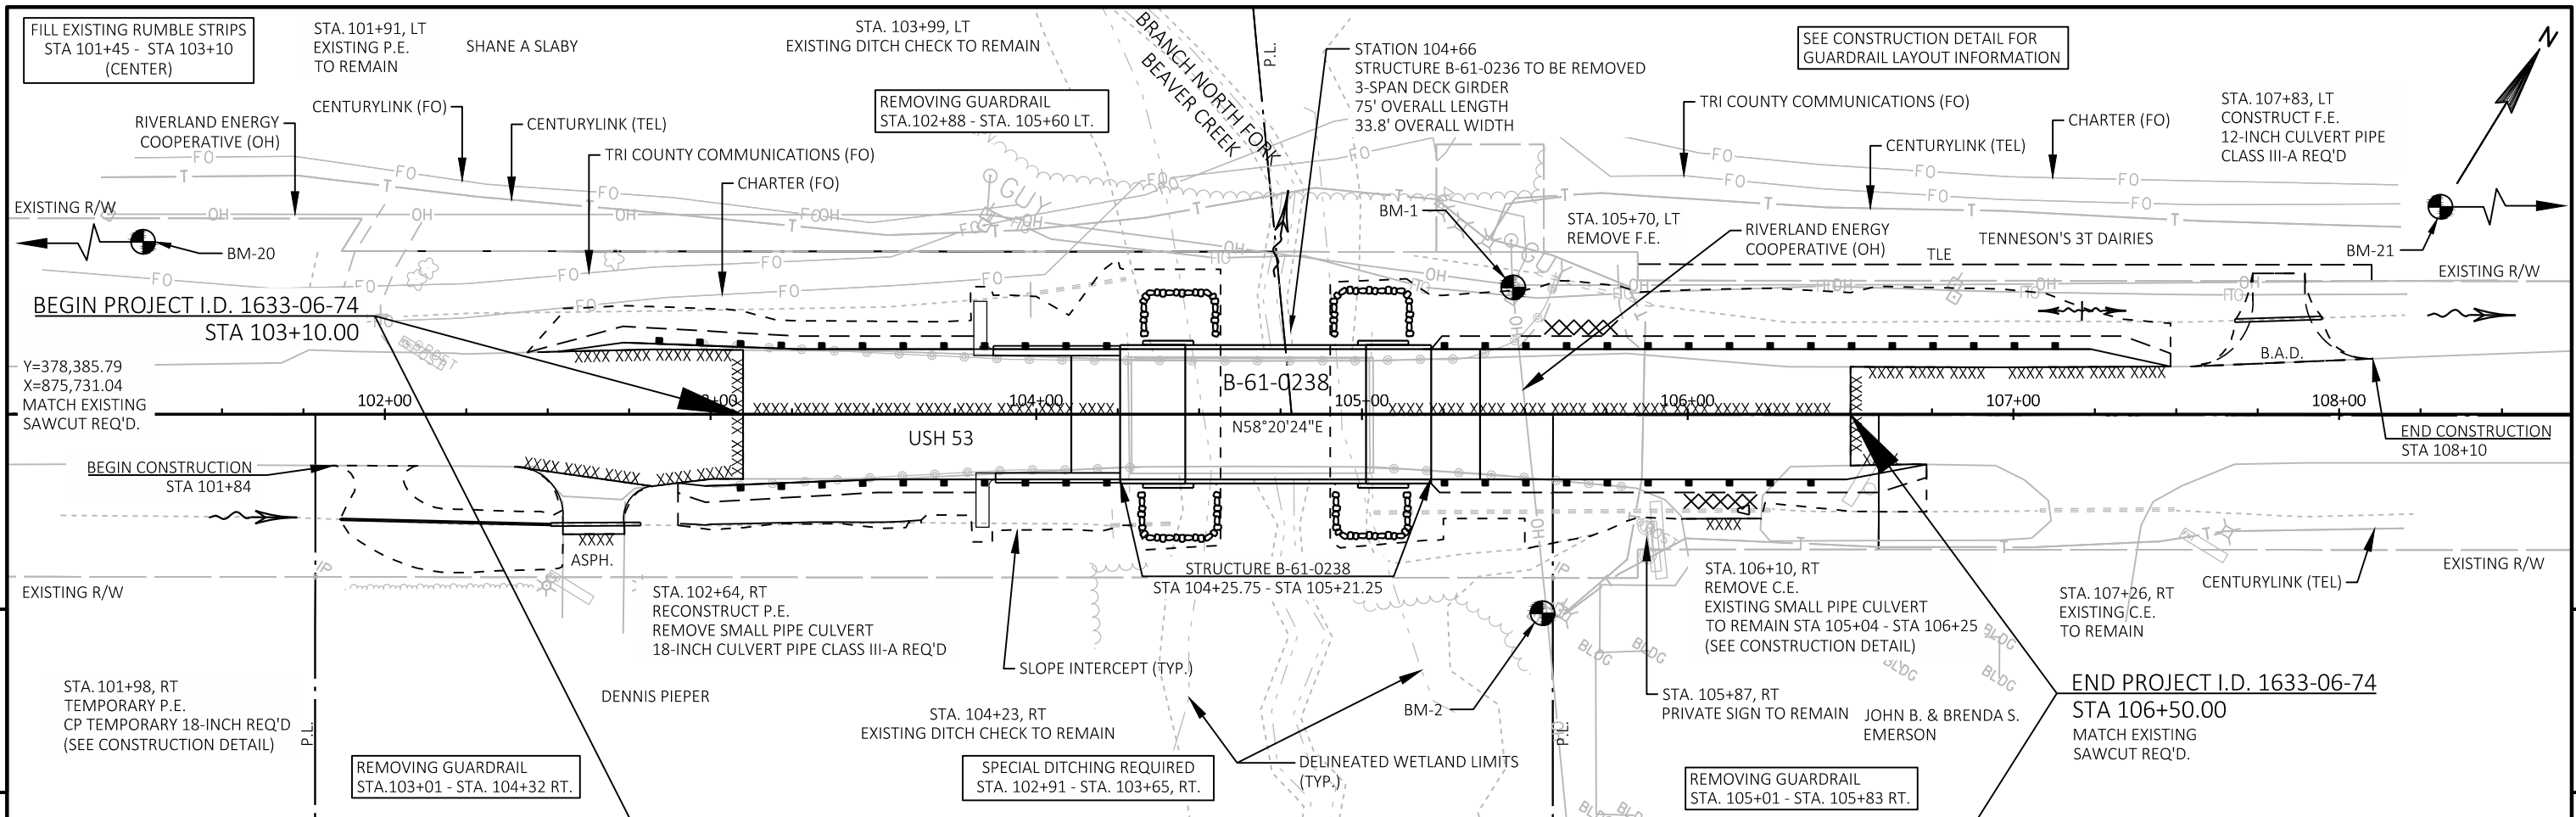 FILL EXISTING RUMBLE STRIPS
STA 101+45 - STA 103+10
(CENTER)
STA. 101+91, LT
EXISTING P.E.
TO REMAIN
SHANE A SLABY
STA. 103+99, LT
EXISTING DITCH CHECK TO REMAIN
BRANCH NORTH FORK
BEAVER CREEK
P.L.
STATION 104+66
STRUCTURE B-61-0236 TO BE REMOVED
3-SPAN DECK GIRDER
75' OVERALL LENGTH
33.8' OVERALL WIDTH
SEE CONSTRUCTION DETAIL FOR
GUARDRAIL LAYOUT INFORMATION
N
RIVERLAND ENERGY
COOPERATIVE (OH)
CENTURYLINK (FO)
CENTURYLINK (TEL)
TRI COUNTY COMMUNICATIONS (FO)
CHARTER (FO)
REMOVING GUARDRAIL
STA.102+88 - STA. 105+60 LT.
TRI COUNTY COMMUNICATIONS (FO)
CENTURYLINK (TEL)
CHARTER (FO)
STA. 107+83, LT
CONSTRUCT F.E.
12-INCH CULVERT PIPE
CLASS III-A REQ'D
EXISTING R/W
BM-20
GUY
BM-1
STA. 105+70, LT
REMOVE F.E.
GUY
RIVERLAND ENERGY
COOPERATIVE (OH)
TENNESON'S 3T DAIRIES
TLE
BM-21
EXISTING R/W
BEGIN PROJECT I.D. 1633-06-74
STA 103+10.00
Y=378,385.79
X=875,731.04
MATCH EXISTING
SAWCUT REQ'D.
B-61-0238
B.A.D.
102+00
104+00
105+00
106+00
107+00
108+00
N58°20'24"E
USH 53
END CONSTRUCTION
STA 108+10
BEGIN CONSTRUCTION
STA 101+84
ASPH.
EXISTING R/W
STRUCTURE B-61-0238
STA 104+25.75 - STA 105+21.25
EXISTING R/W
CENTURYLINK (TEL)
STA. 102+64, RT
RECONSTRUCT P.E.
REMOVE SMALL PIPE CULVERT
18-INCH CULVERT PIPE CLASS III-A REQ'D
SLOPE INTERCEPT (TYP.)
STA. 106+10, RT
REMOVE C.E.
EXISTING SMALL PIPE CULVERT
TO REMAIN STA 105+04 - STA 106+25
(SEE CONSTRUCTION DETAIL)
STA. 107+26, RT
EXISTING C.E.
TO REMAIN
BLDG
BLDG
BLDG
BLDG
BLDG
STA. 101+98, RT
TEMPORARY P.E.
CP TEMPORARY 18-INCH REQ'D
(SEE CONSTRUCTION DETAIL)
P.L.
DENNIS PIEPER
STA. 104+23, RT
EXISTING DITCH CHECK TO REMAIN
BM-2
P.L.
STA. 105+87, RT
PRIVATE SIGN TO REMAIN
JOHN B. & BRENDA S.
EMERSON
END PROJECT I.D. 1633-06-74
STA 106+50.00
MATCH EXISTING
SAWCUT REQ'D.
REMOVING GUARDRAIL
STA.103+01 - STA. 104+32 RT.
SPECIAL DITCHING REQUIRED
STA. 102+91 - STA. 103+65, RT.
DELINEATED WETLAND LIMITS
(TYP.)
REMOVING GUARDRAIL
STA. 105+01 - STA. 105+83 RT.